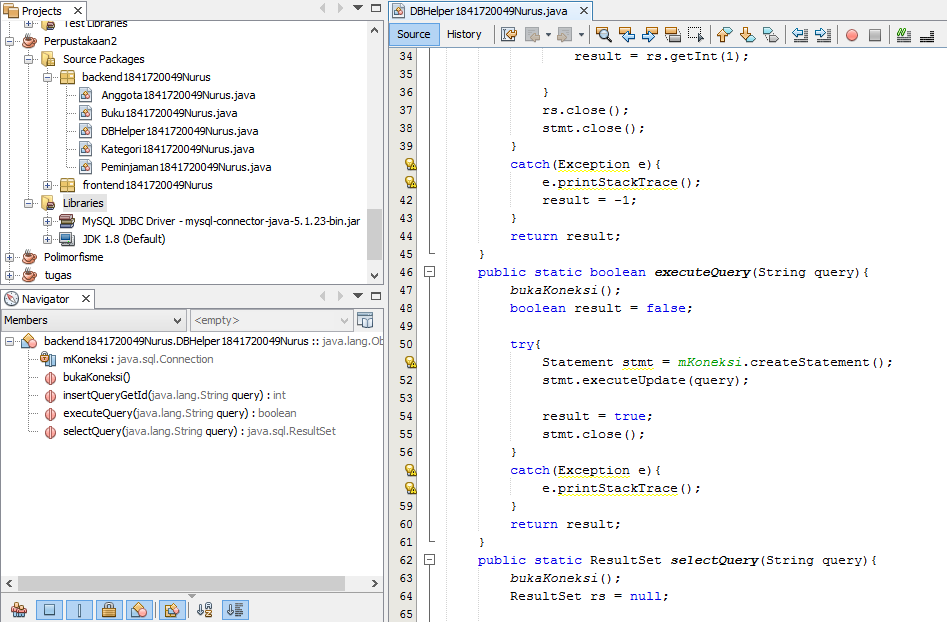 Projects
DBHelper1841720049Nurus.java
Test Libraries
Perpustakaan2
Source Packages
backend1841720049Nurus
Anggota1841720049Nurus.java
Buku1841720049Nurus.java
DBHelper1841720049Nurus.java
Kategori1841720049Nurus.java
Peminjaman1841720049Nurus.java
frontend1841720049Nurus
Libraries
MySQL JDBC Driver - mysql-connector-java-5.1.23-bin.jar
JDK 1.8 (Default)
Polimorfisme
tugas
Navigator
Members
<empty>
backend1841720049Nurus.DBHelper1841720049Nurus :: java.lang.Ob
mKoneksi : java.sql.Connection
bukaKoneksi()
insertQueryGetId(java.lang.String query) : int
executeQuery(java.lang.String query) : boolean
selectQuery(java.lang.String query) : java.sql.ResultSet
Source History
34 result = rs.getInt(1);
35
36 }
37 rs.close();
38 stmt.close();
39 }
catch(Exception e){
e.printStackTrace();
42 result = -1;
43 }
44 return result;
45 }
46 public static boolean executeQuery(String query){
47 bukaKoneksi();
48 boolean result = false;
49
50 try{
Statement stmt = mKoneksi.createStatement();
52 stmt.executeUpdate(query);
53
54 result = true;
55 stmt.close();
56 }
catch(Exception e){
e.printStackTrace();
59 }
60 return result;
61 }
62 public static ResultSet selectQuery(String query){
63 bukaKoneksi();
64 ResultSet rs = null;
65